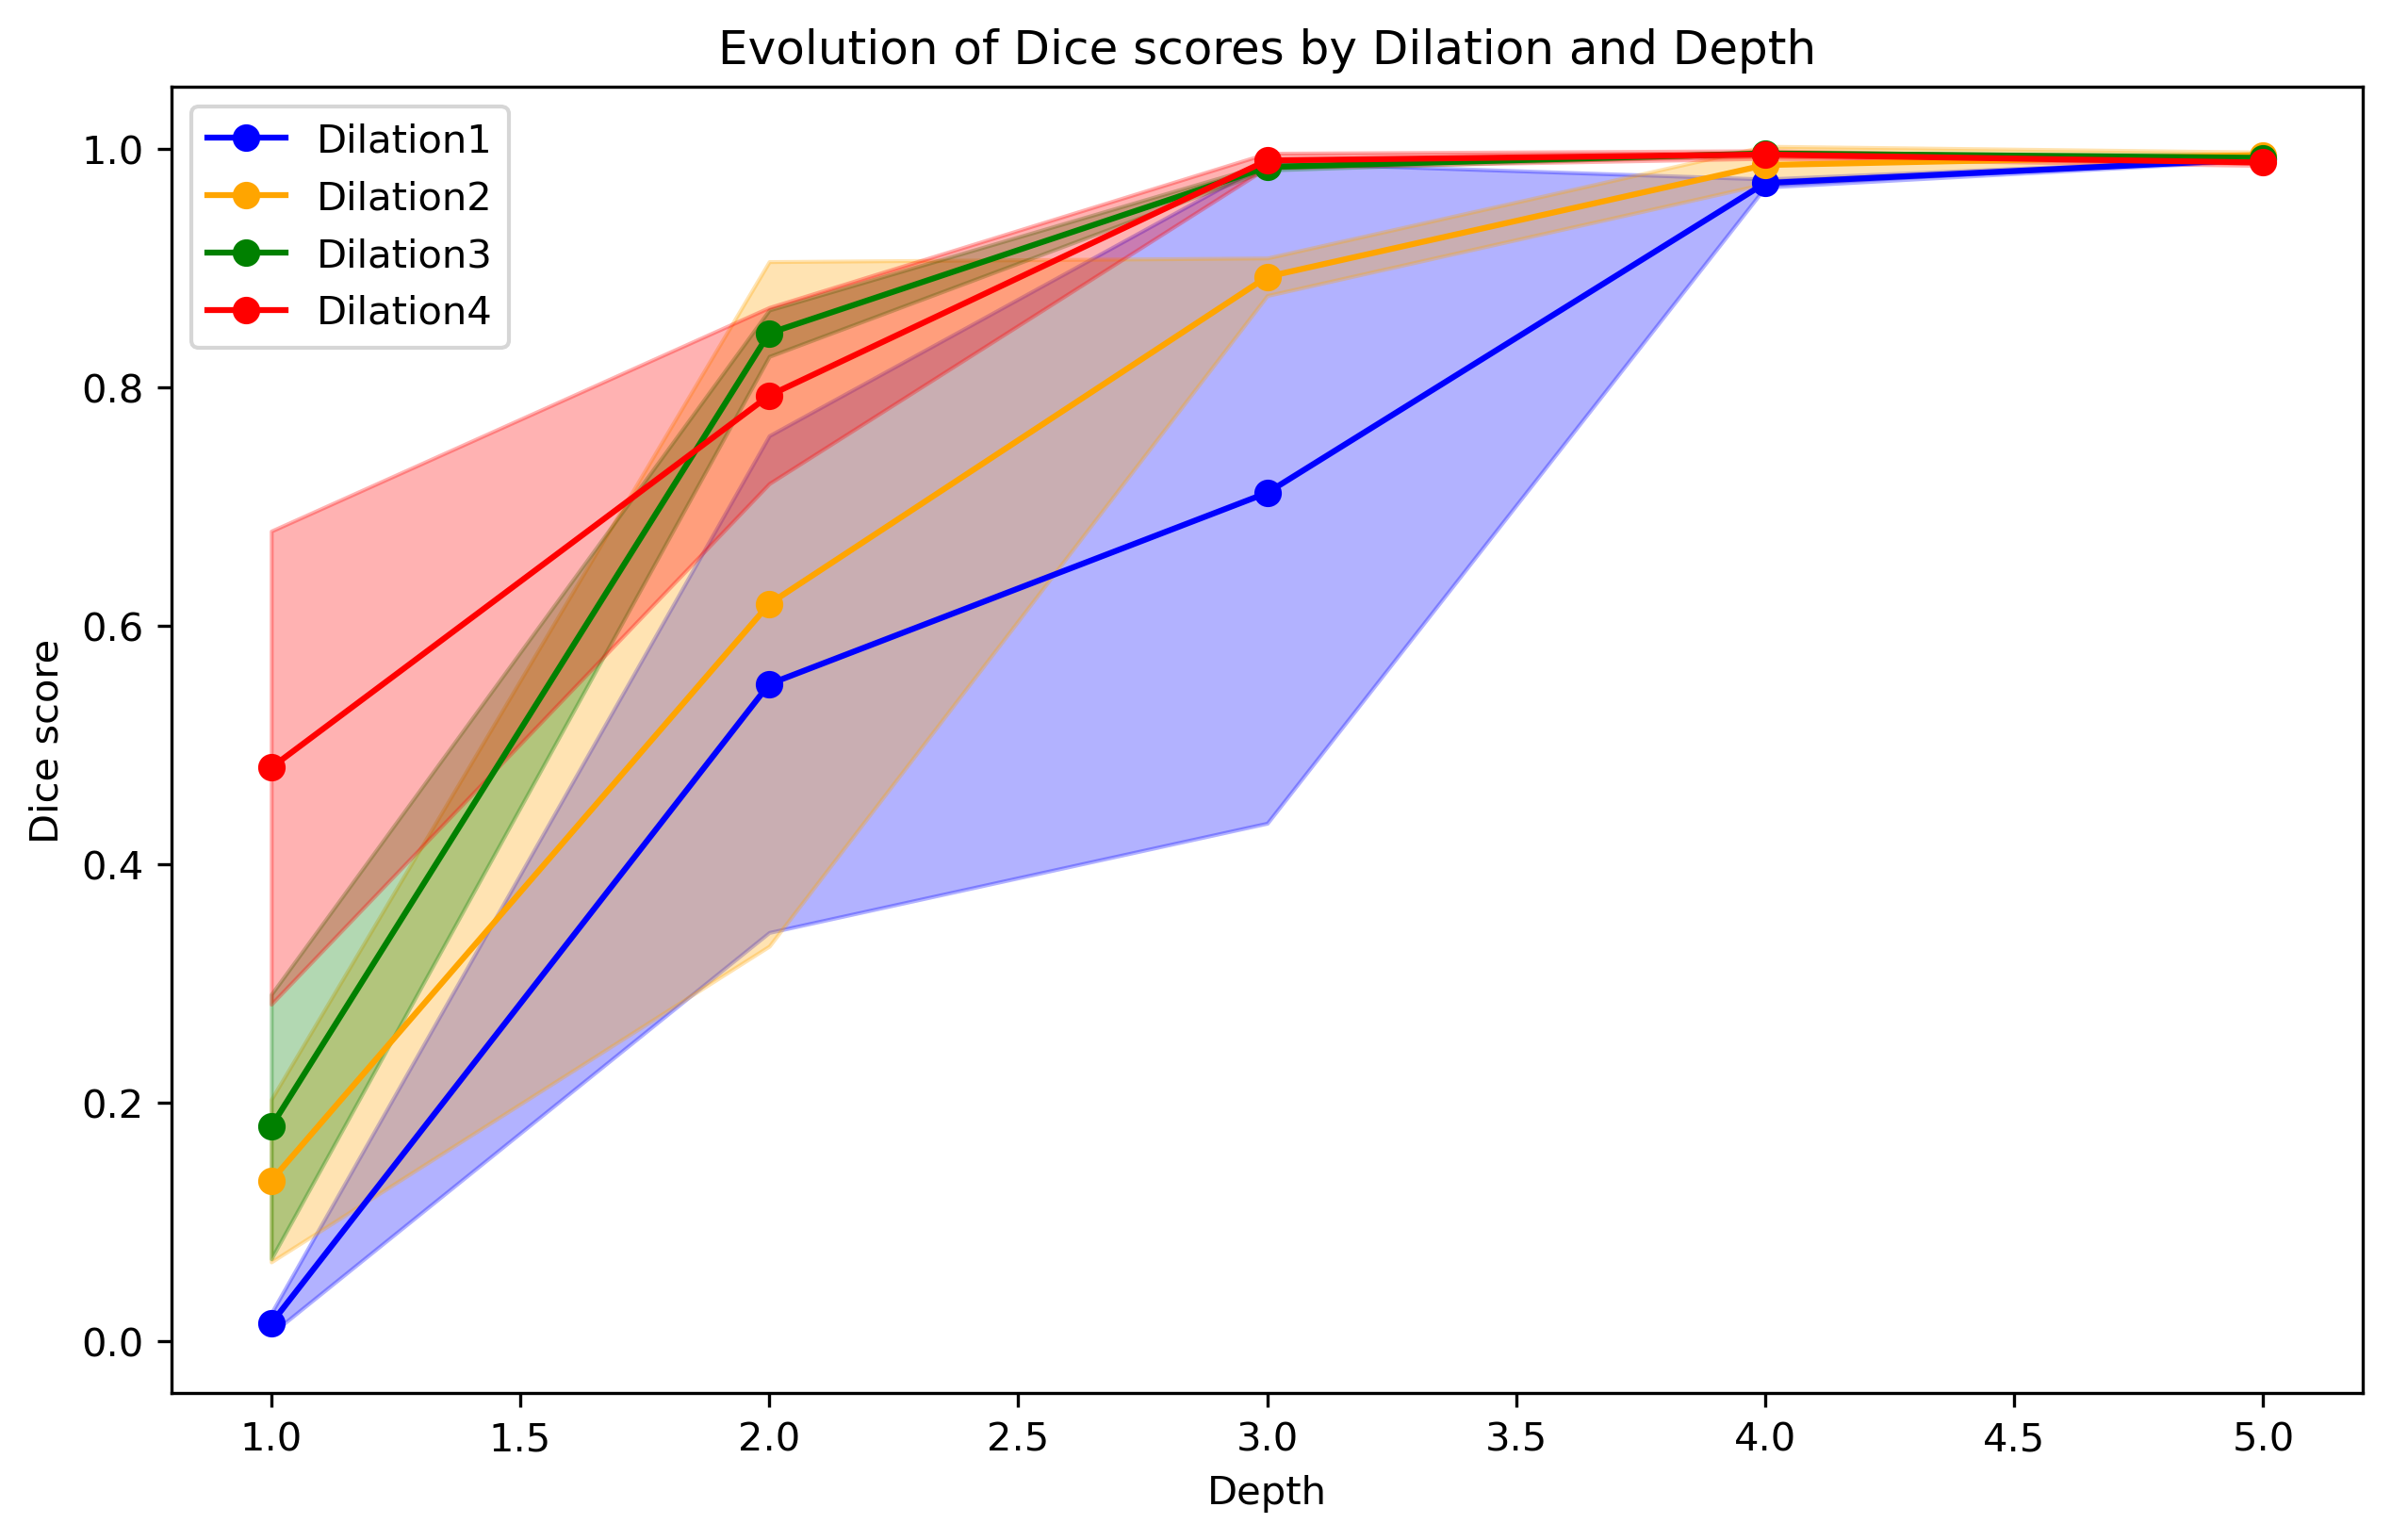 Evolution of Dice scores by Dilation and Depth
Dilation1
Dilation2
Dilation3
Dilation4
Dice score
1.0
0.8
0.6
0.4
0.2
0.0
1.0 1.5 2.0 2.5 3.0 3.5 4.0 4.5 5.0
Depth